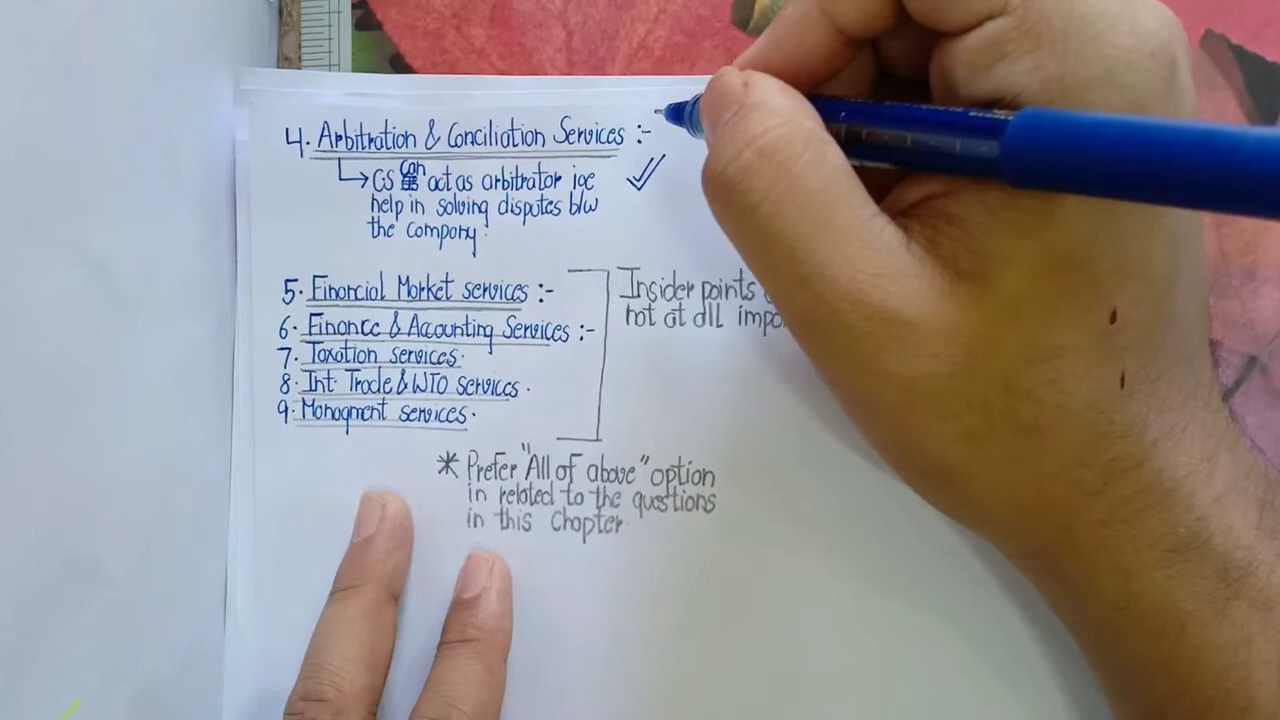 4. Arbitration & Conciliation Services :-
CS can act as arbitrator ioe
help in solving disputes b/w
the company.
5. Financial Market services :-
6. Finance & Accounting Services :-
7. Taxation services.
8. Int. Trade & WTO services.
9. Managment services.
Insider points
not at all
* Prefer "All of above" option
in related to the questions
in this Chapter